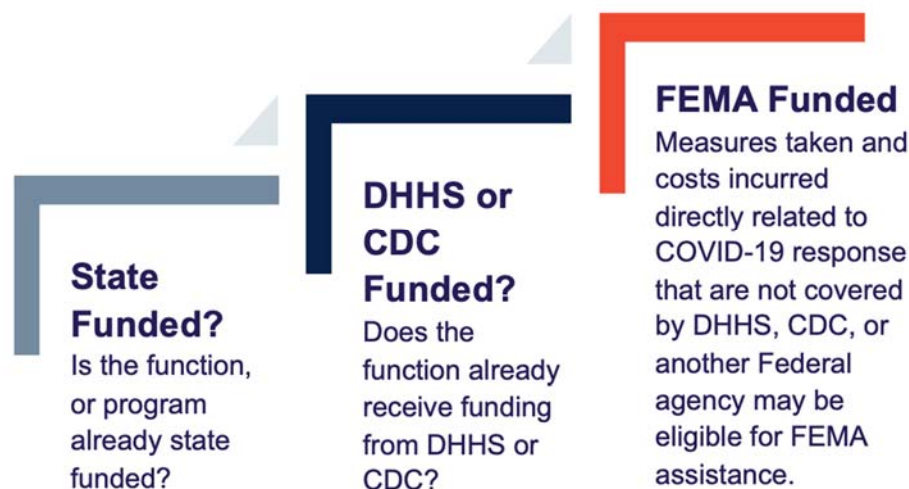 State
Funded?
Is the function,
or program
already state
funded?
DHHS or
CDC
Funded?
Does the
function already
receive funding
from DHHS or
CDC?
FEMA Funded
Measures taken and
costs incurred
directly related to
COVID-19 response
that are not covered
by DHHS, CDC, or
another Federal
agency may be
eligible for FEMA
assistance.